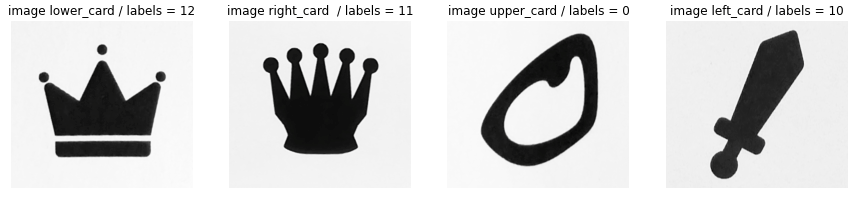 image lower_card / labels = 12
image right_card  / labels = 11
image upper_card / labels = 0
image left_card / labels = 10